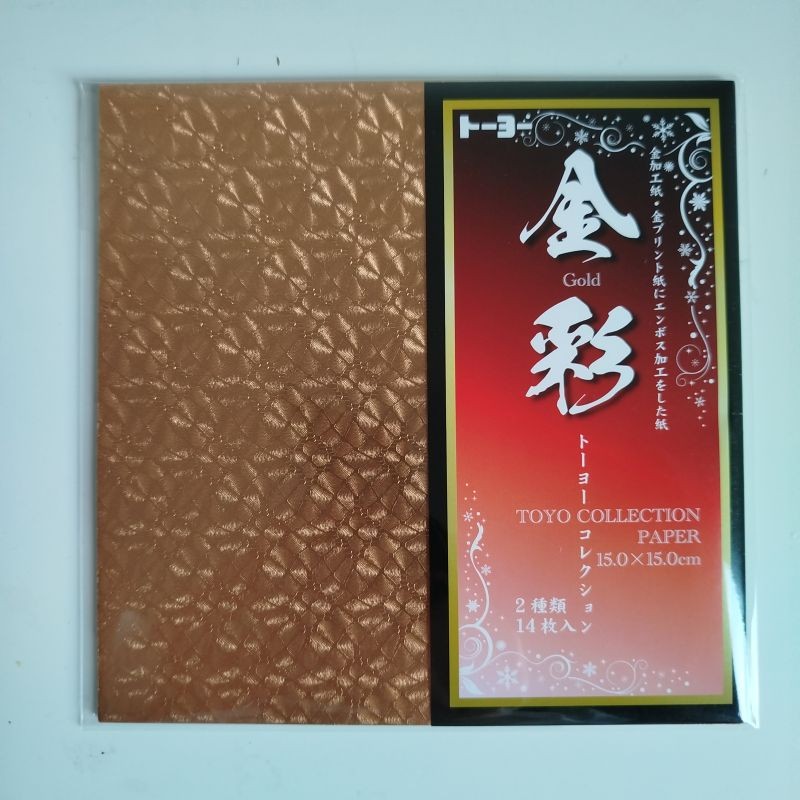 トーヨー
金彩
Gold
金加工紙・金プリント紙にエンボス加工をした紙
トーヨーコレクション
TOYO COLLECTION
PAPER
15.0×15.0cm
2種類
14枚入